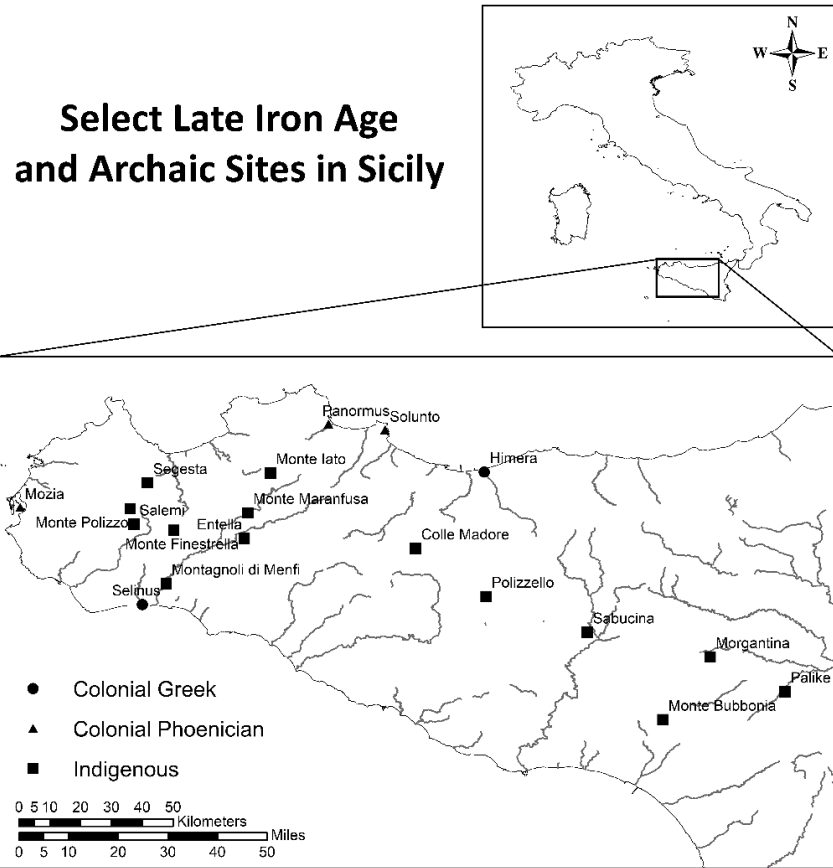 Select Late Iron Age
and Archaic Sites in Sicily
N
W E
S
Panormus
Solunto
Himera
Segesta
Monte Iato
Mozia
Salemi
Monte Maranfusa
Monte Polizzo
Entella
Monte Finestrella
Colle Madore
Montagnoli di Menfi
Selinus
Polizzello
Sabucina
Morgantina
Palike
Monte Bubbonia
Colonial Greek
Colonial Phoenician
Indigenous
0 5 10 20 30 40 50
Kilometers
Miles
0 5 10 20 30 40 50